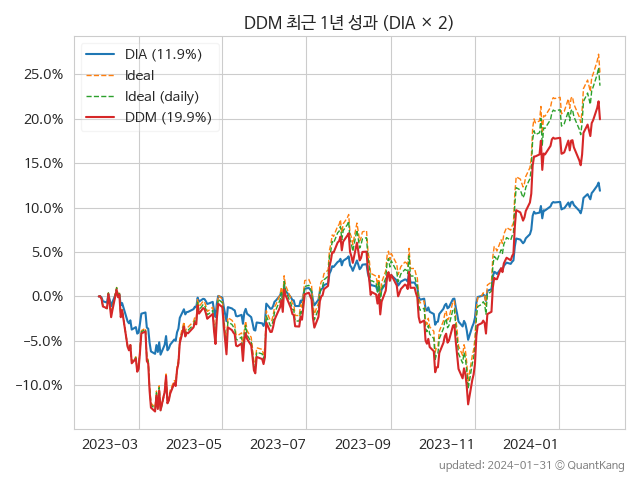 DDM 최근 1년 성과 (DIA × 2)
DIA (11.9%)
Ideal
Ideal (daily)
DDM (19.9%)
25.0%
20.0%
15.0%
10.0%
5.0%
0.0%
−5.0%
−10.0%
2023-03 2023-05 2023-07 2023-09 2023-11 2024-01
updated: 2024-01-31 ⓒ QuantKang